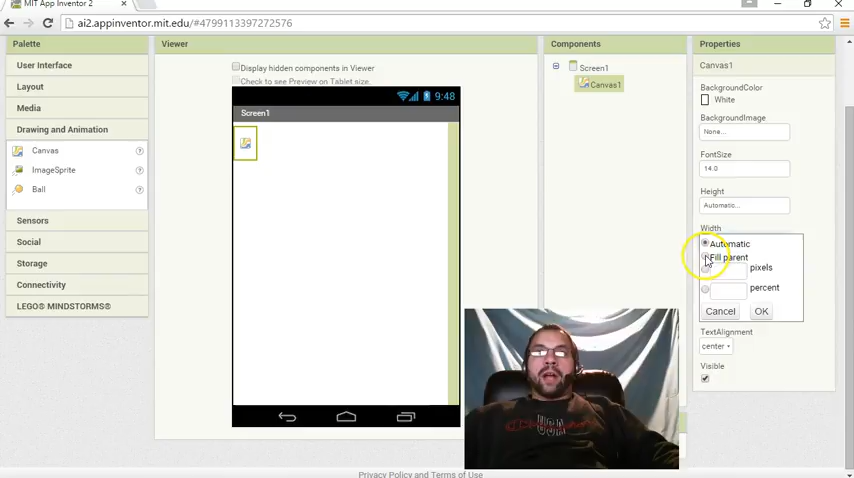 MIT App Inventor 2
ai2.appinventor.mit.edu/#4799113397272576
Palette
User Interface
Layout
Media
Drawing and Animation
Canvas
ImageSprite
Ball
Sensors
Social
Storage
Connectivity
LEGO® MINDSTORMS®
Viewer
Display hidden components in Viewer
Check to see Preview on Tablet size.
9:48
Screen1
Components
Screen1
Canvas1
Properties
Canvas1
BackgroundColor
White
BackgroundImage
None...
FontSize
14.0
Height
Automatic...
Width
Automatic
Fill parent
pixels
percent
Cancel OK
TextAlignment
center
Visible
USA
Privacy Policy and Terms of Use